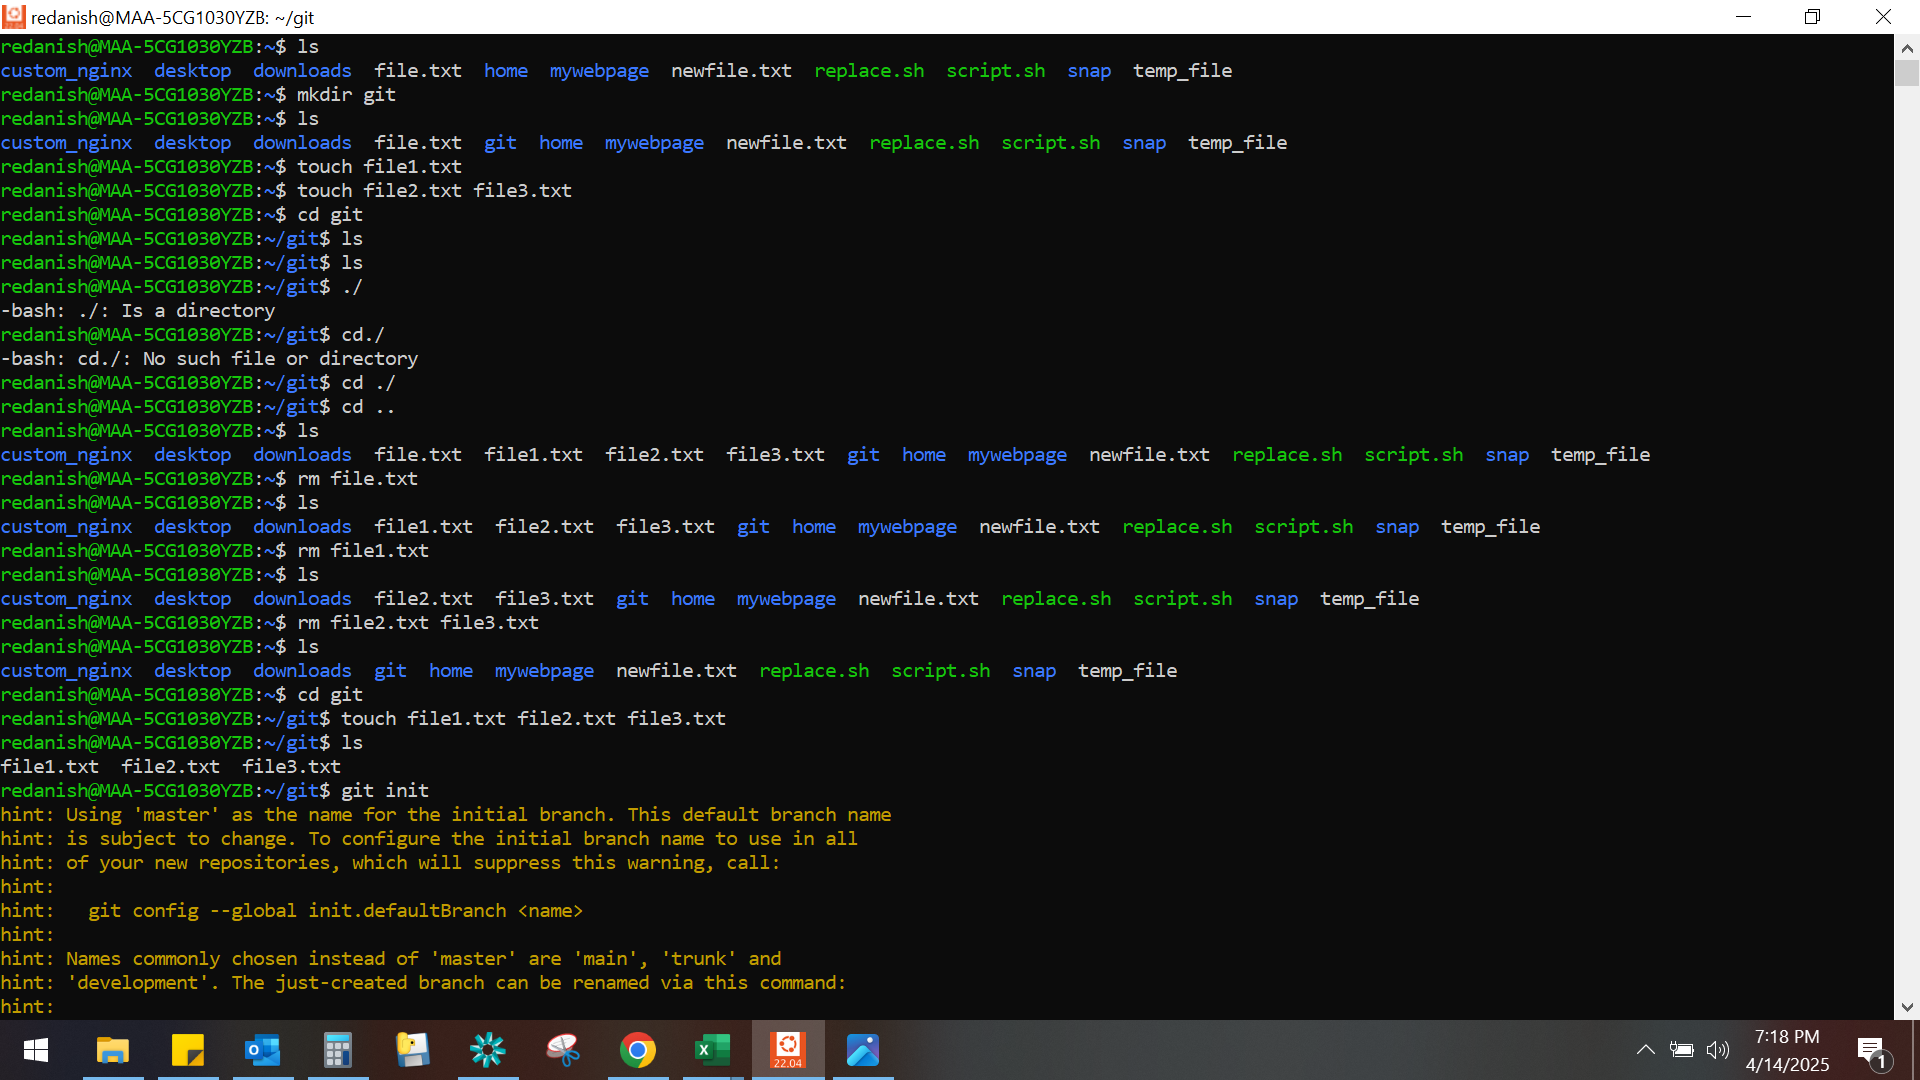 redanish@MAA-5CG1030YZB: ~/git
redanish@MAA-5CG1030YZB:~$ ls
custom_nginx  desktop  downloads  file.txt  home  mywebpage  newfile.txt  replace.sh  script.sh  snap  temp_file
redanish@MAA-5CG1030YZB:~$ mkdir git
redanish@MAA-5CG1030YZB:~$ ls
custom_nginx  desktop  downloads  file.txt  git  home  mywebpage  newfile.txt  replace.sh  script.sh  snap  temp_file
redanish@MAA-5CG1030YZB:~$ touch file1.txt
redanish@MAA-5CG1030YZB:~$ touch file2.txt file3.txt
redanish@MAA-5CG1030YZB:~$ cd git
redanish@MAA-5CG1030YZB:~/git$ ls
redanish@MAA-5CG1030YZB:~/git$ ls
redanish@MAA-5CG1030YZB:~/git$ ./
-bash: ./: Is a directory
redanish@MAA-5CG1030YZB:~/git$ cd./
-bash: cd./: No such file or directory
redanish@MAA-5CG1030YZB:~/git$ cd ./
redanish@MAA-5CG1030YZB:~/git$ cd ..
redanish@MAA-5CG1030YZB:~$ ls
custom_nginx  desktop  downloads  file.txt  file1.txt  file2.txt  file3.txt  git  home  mywebpage  newfile.txt  replace.sh  script.sh  snap  temp_file
redanish@MAA-5CG1030YZB:~$ rm file.txt
redanish@MAA-5CG1030YZB:~$ ls
custom_nginx  desktop  downloads  file1.txt  file2.txt  file3.txt  git  home  mywebpage  newfile.txt  replace.sh  script.sh  snap  temp_file
redanish@MAA-5CG1030YZB:~$ rm file1.txt
redanish@MAA-5CG1030YZB:~$ ls
custom_nginx  desktop  downloads  file2.txt  file3.txt  git  home  mywebpage  newfile.txt  replace.sh  script.sh  snap  temp_file
redanish@MAA-5CG1030YZB:~$ rm file2.txt file3.txt
redanish@MAA-5CG1030YZB:~$ ls
custom_nginx  desktop  downloads  git  home  mywebpage  newfile.txt  replace.sh  script.sh  snap  temp_file
redanish@MAA-5CG1030YZB:~$ cd git
redanish@MAA-5CG1030YZB:~/git$ touch file1.txt file2.txt file3.txt
redanish@MAA-5CG1030YZB:~/git$ ls
file1.txt  file2.txt  file3.txt
redanish@MAA-5CG1030YZB:~/git$ git init
hint: Using 'master' as the name for the initial branch. This default branch name
hint: is subject to change. To configure the initial branch name to use in all
hint: of your new repositories, which will suppress this warning, call:
hint:
hint:   git config --global init.defaultBranch <name>
hint:
hint: Names commonly chosen instead of 'master' are 'main', 'trunk' and
hint: 'development'. The just-created branch can be renamed via this command:
hint:
22.04
7:18 PM
4/14/2025
1